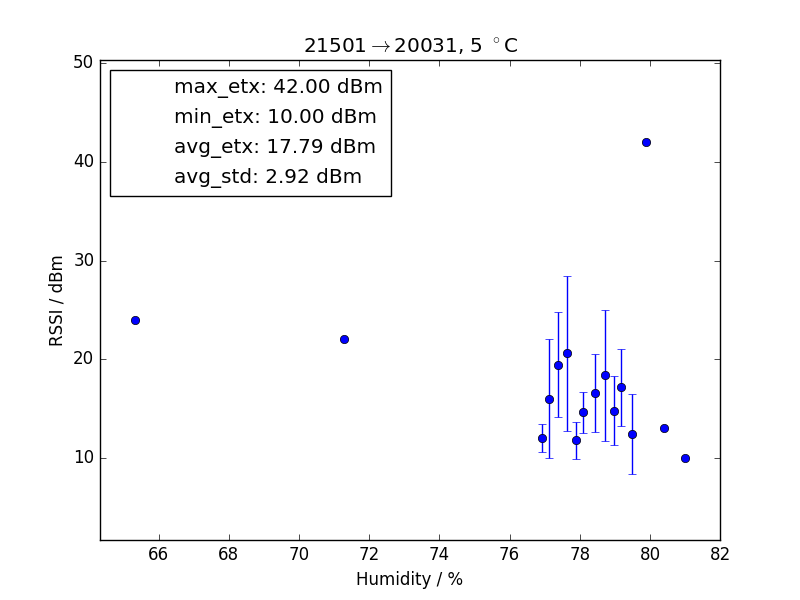 21501→20031, 5 °C
max_etx: 42.00 dBm
min_etx: 10.00 dBm
avg_etx: 17.79 dBm
avg_std: 2.92 dBm
50
40
30
20
10
RSSI / dBm
66 68 70 72 74 76 78 80 82
Humidity / %